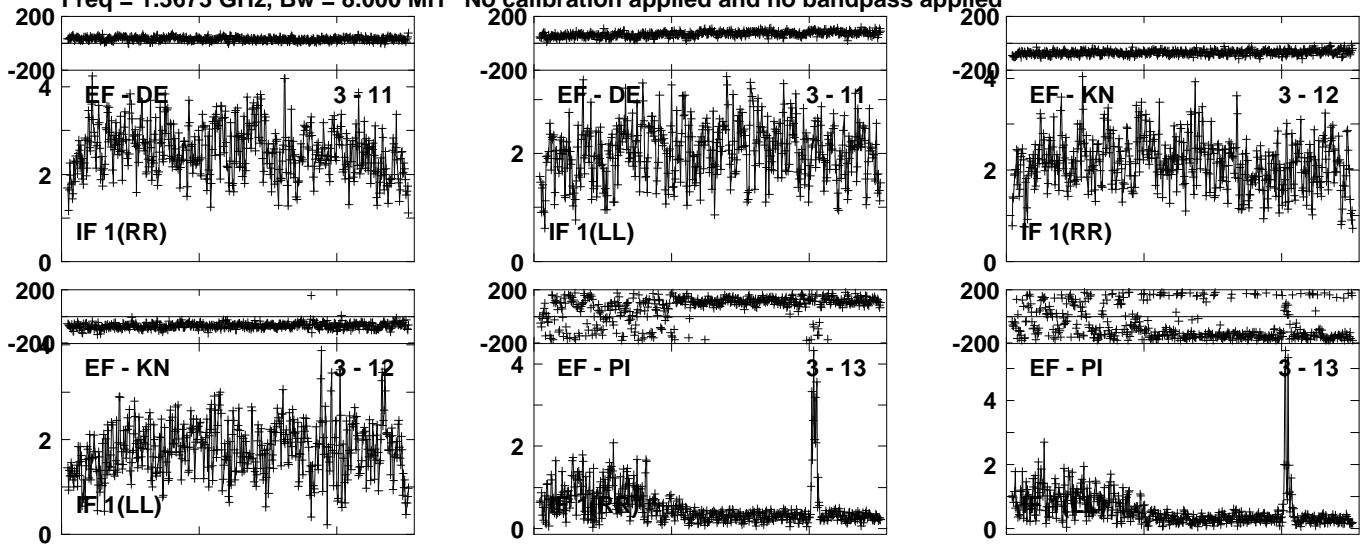 Freq = 1.3675 GHz, Bw = 8.000 MH No calibration applied and no bandpass applied
200 200 200
-200 -200 -200
4 4
EF - DE 3 - 11 EF - DE 3 - 11 EF - KN 3 - 12
2 2 2
IF 1(RR) IF 1(LL) IF 1(RR)
0 0 0
200 200 200
-200 -200 -200
4
EF - KN 3 - 12 EF - PI 3 - 13 EF - PI 3 - 13
4 4
2 2 2
IF 1(LL) IF 1(RR)
0 0 0